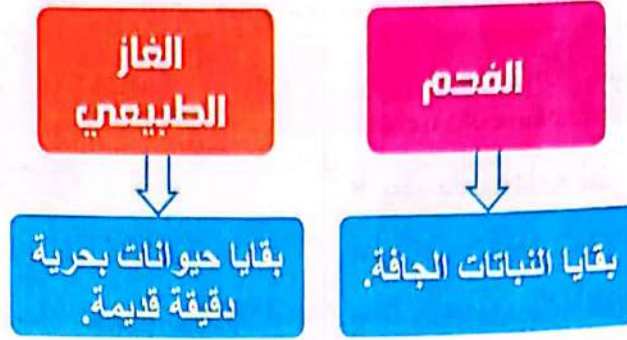 الفحم
بقايا النباتات الجافة.
الغاز
الطبيعي
بقايا حيوانات بحرية
دقيقة قديمة.